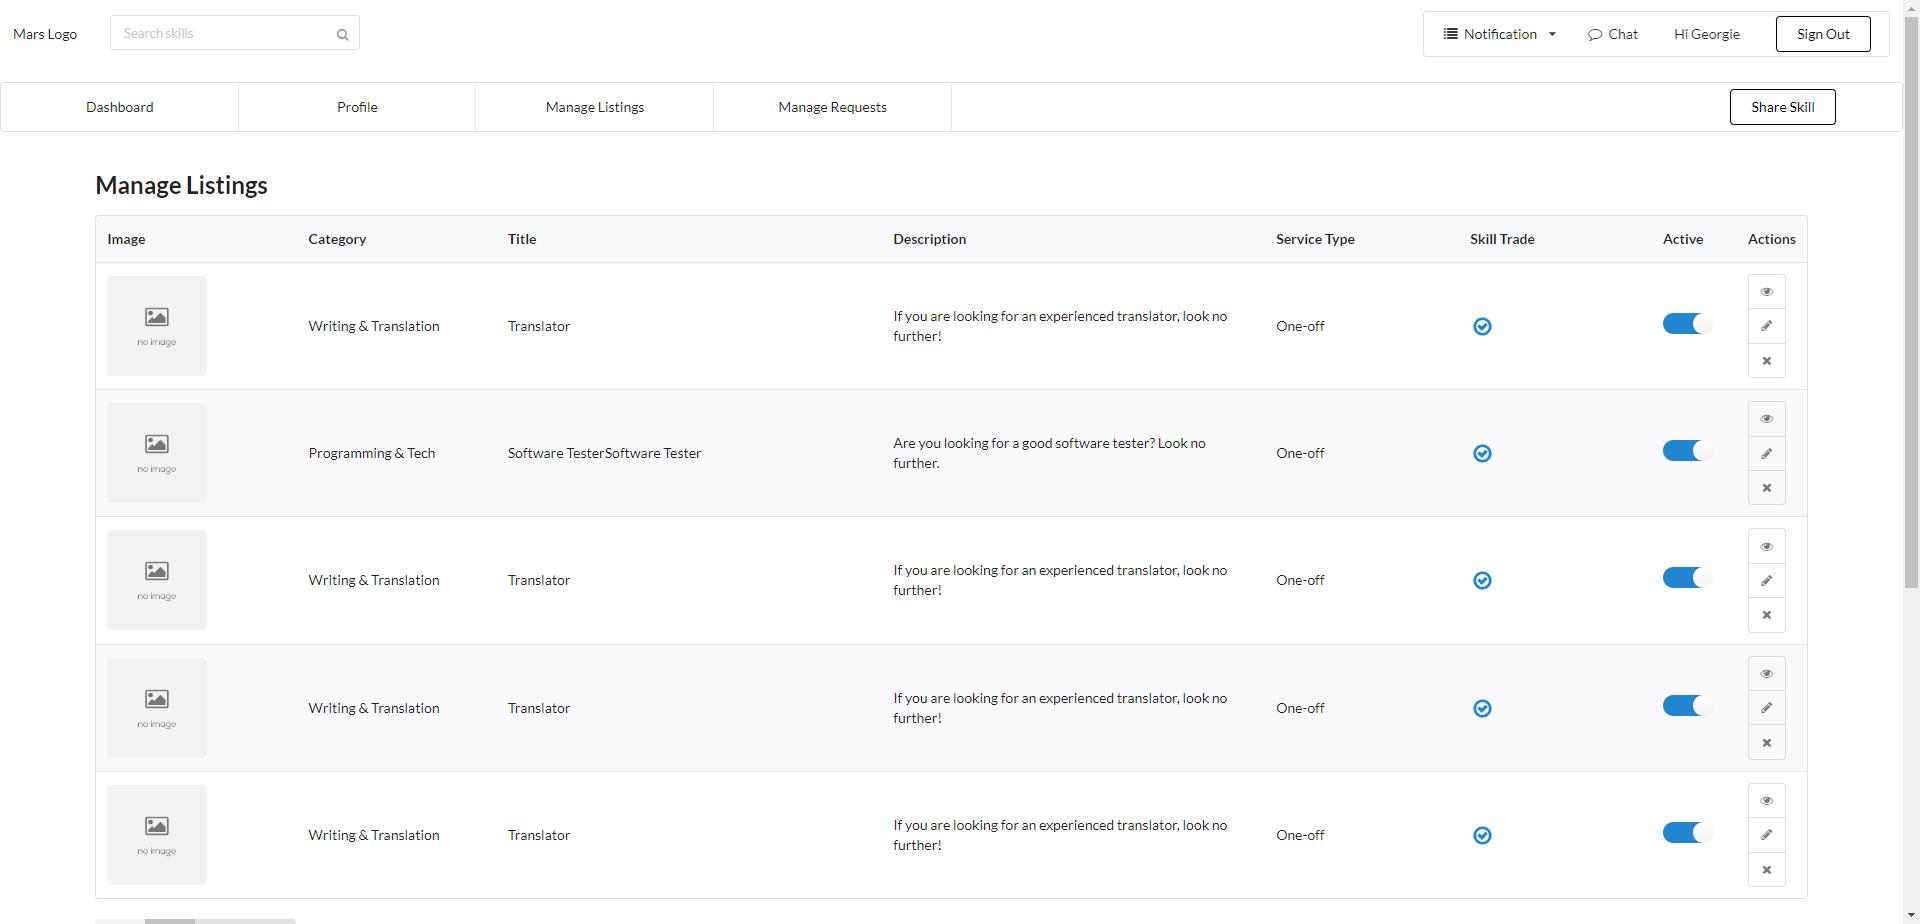 Mars Logo
Search skills
Notification
Chat
Hi Georgie
Sign Out
Dashboard
Profile
Manage Listings
Manage Requests
Share Skill
Manage Listings
Image Category Title Description Service Type Skill Trade Active Actions
no image
Writing & Translation
Translator
If you are looking for an experienced translator, look no
further!
One-off
no image
Programming & Tech
Software TesterSoftware Tester
Are you looking for a good software tester? Look no
further.
One-off
no image
Writing & Translation
Translator
If you are looking for an experienced translator, look no
further!
One-off
no image
Writing & Translation
Translator
If you are looking for an experienced translator, look no
further!
One-off
no image
Writing & Translation
Translator
If you are looking for an experienced translator, look no
further!
One-off